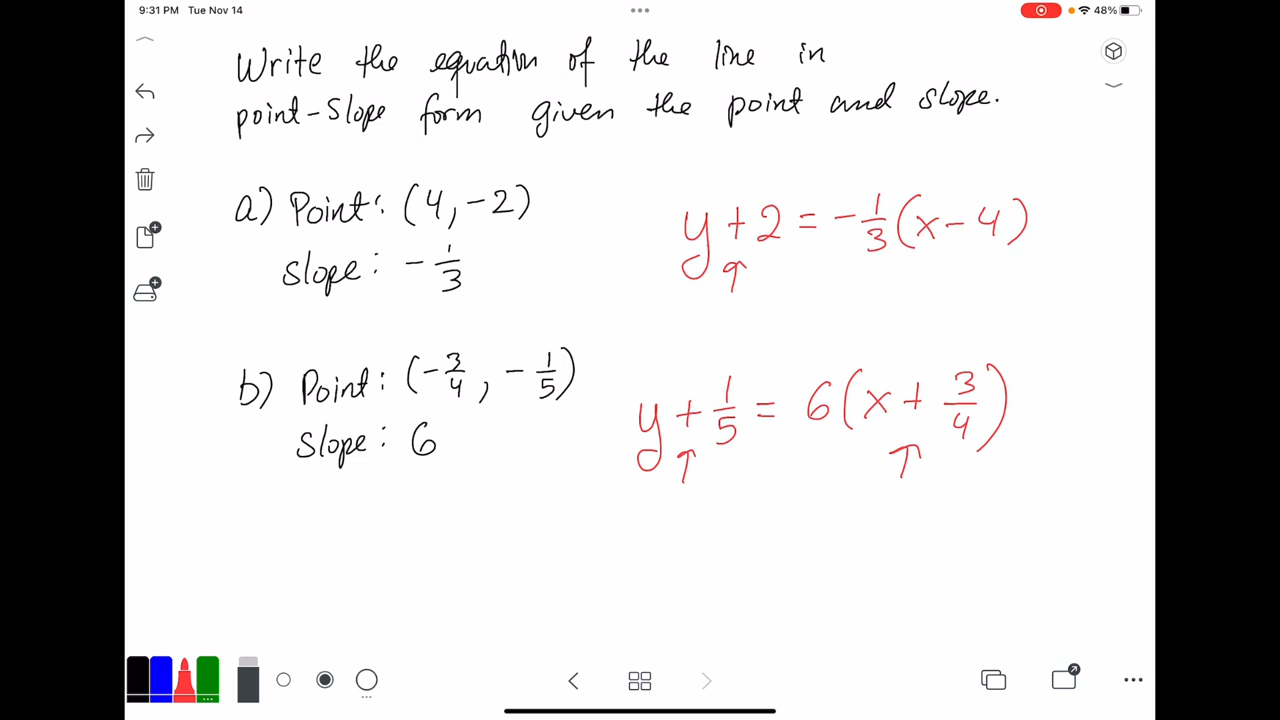 9:31 PM Tue Nov 14
48%
Write the equation of the line in
point-slope form given the point and slope.
a) Point: (4, -2)
slope: -1/3
y + 2 = -1/3(x - 4)
b) Point: (-3/4, -1/5)
slope: 6
y + 1/5 = 6(x + 3/4)